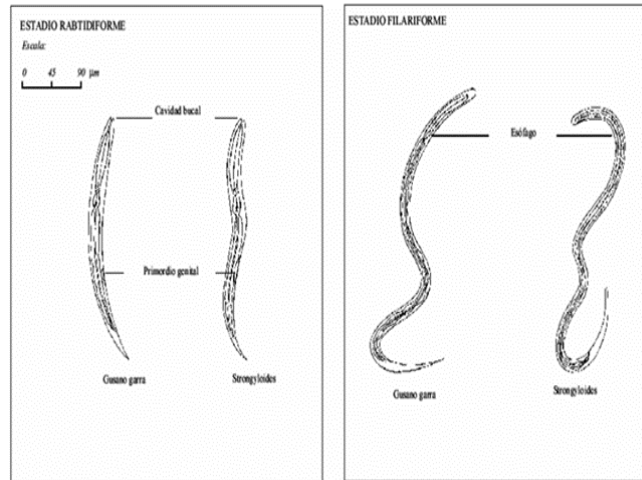 ESTADIO RABTIDIFORME
Escala:
0 45 90 µm
Cavidad bucal
Primordio genital
Gusano garra Strongyloides
ESTADIO FILARIFORME
Esófago
Gusano garra Strongyloides